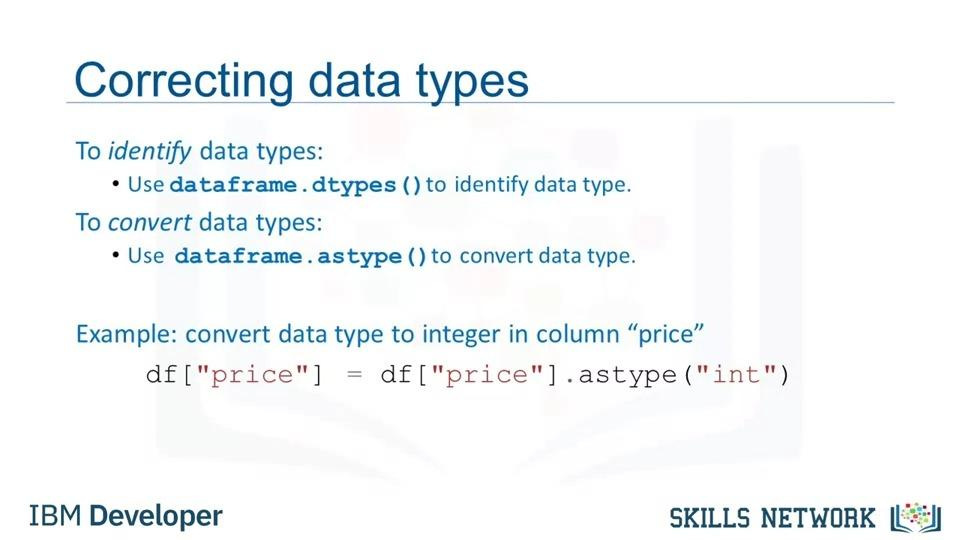 Correcting data types
To identify data types:
• Use dataframe.dtypes()to identify data type.
To convert data types:
• Use dataframe.astype()to convert data type.
Example: convert data type to integer in column “price”
df["price"] = df["price"].astype("int")
IBM Developer
SKILLS NETWORK